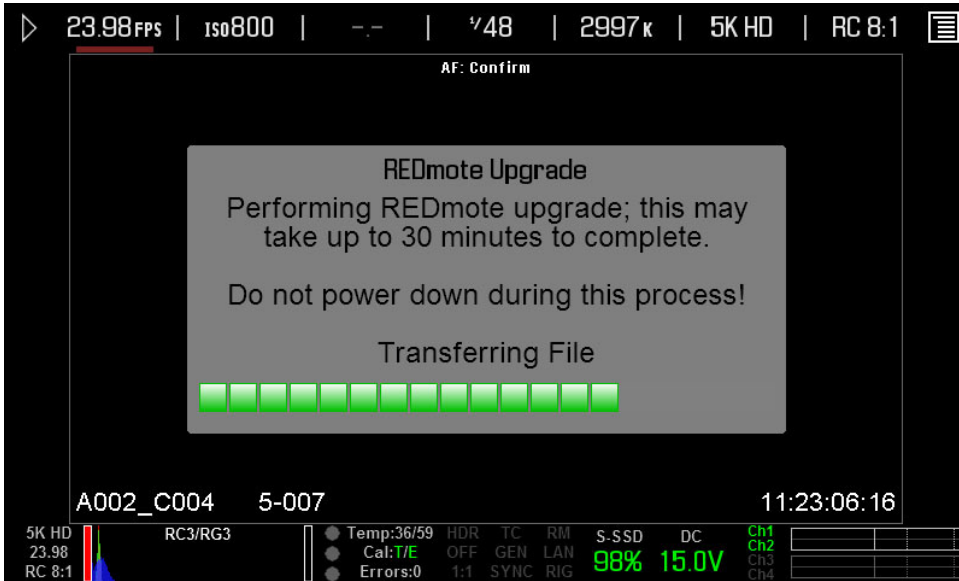 23.98 FPS | ISO800 | -.- | 1/48 | 2997K | 5K HD | RC 8:1
AF: Confirm
REDmote Upgrade
Performing REDmote upgrade; this may
take up to 30 minutes to complete.
Do not power down during this process!
Transferring File
A002_C004 5-007 11:23:06:16
5K HD
23.98
RC 8:1
RC3/RG3
Temp:36/59
Cal:T/E
Errors:0
HDR TC RM
OFF GEN LAN
1:1 SYNC RIG
S-SSD
98%
DC
15.0V
Ch1
Ch2
Ch3
Ch4